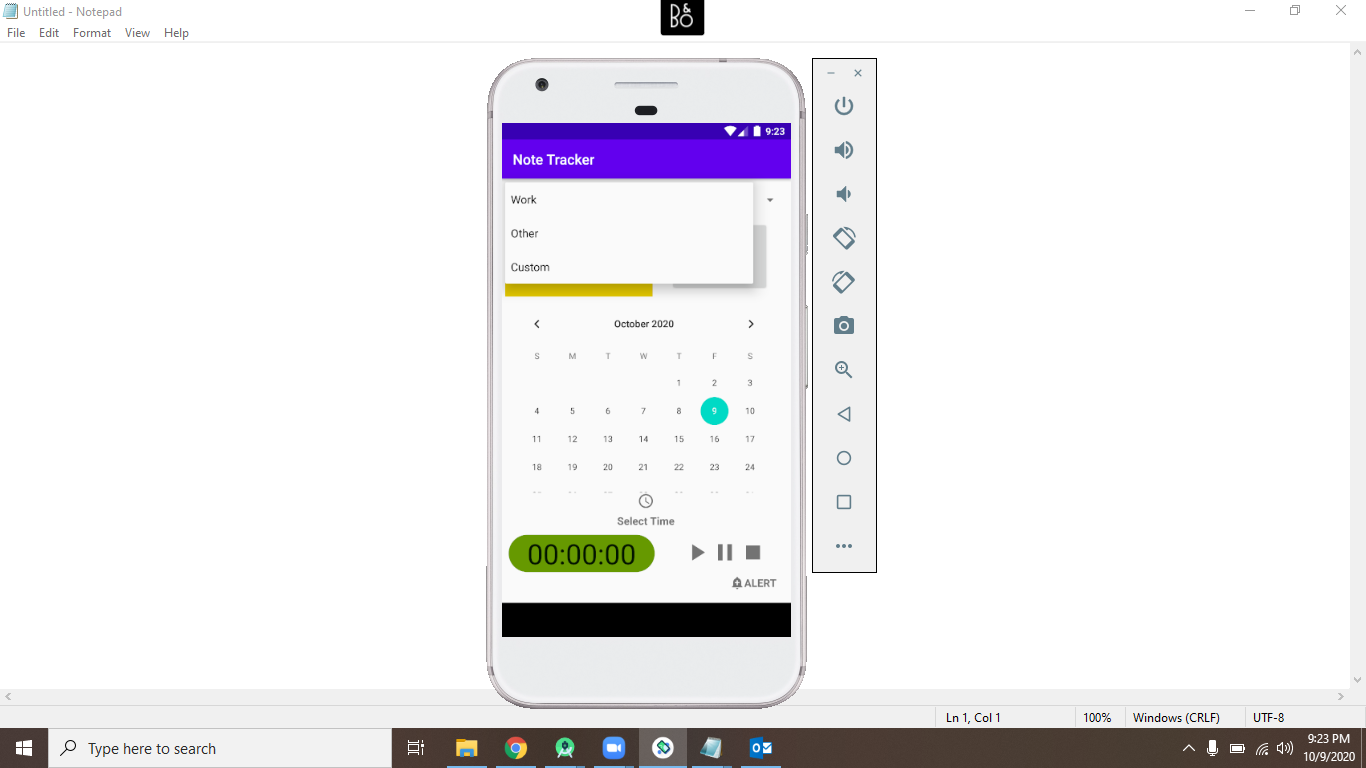 Untitled - Notepad
B&O
File Edit Format View Help
9:23
Note Tracker
Work
Other
Custom
October 2020
S M T W T F S
1 2 3
4 5 6 7 8 9 10
11 12 13 14 15 16 17
18 19 20 21 22 23 24
Select Time
00:00:00
ALERT
Ln 1, Col 1 100% Windows (CRLF) UTF-8
Type here to search
9:23 PM
10/9/2020